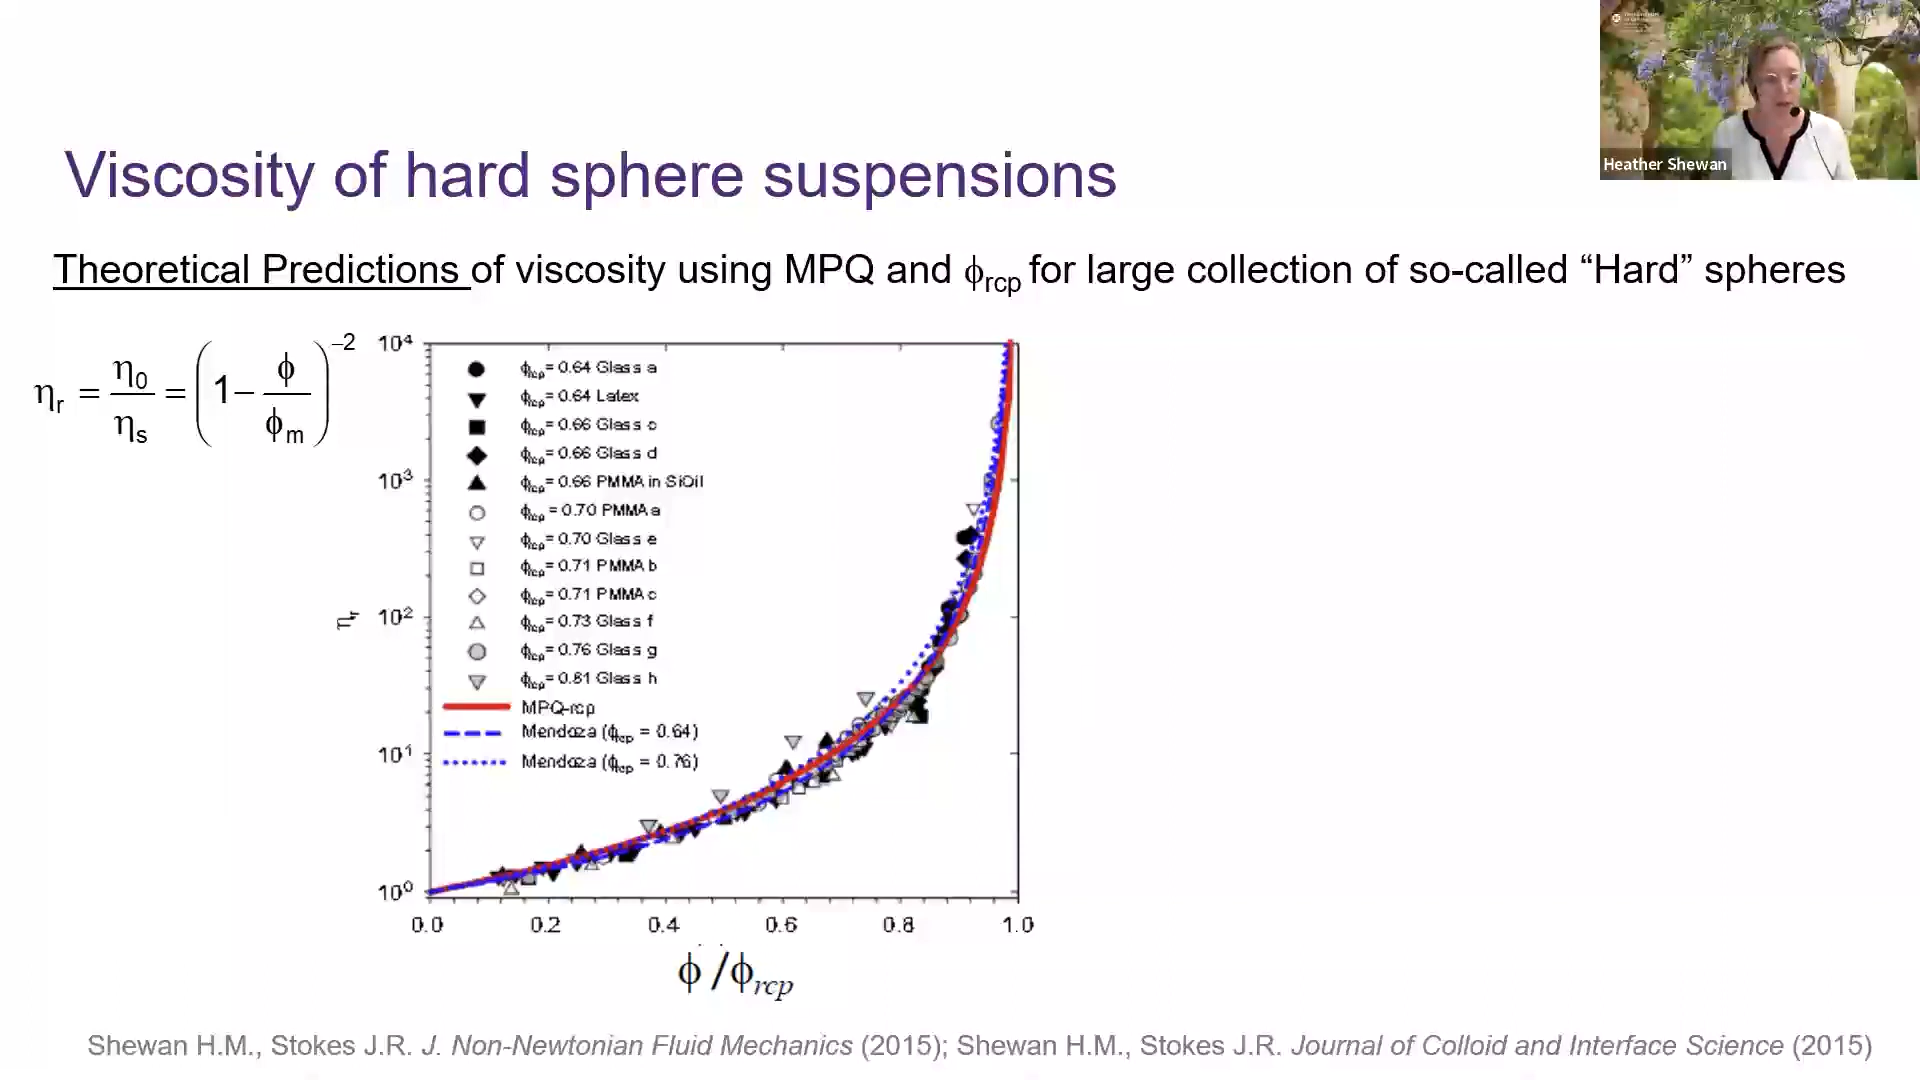 Heather Shewan
Viscosity of hard sphere suspensions
Theoretical Predictions of viscosity using MPQ and ϕrcp for large collection of so-called “Hard” spheres
ηr = η0/ηs = (1− ϕ/ϕm)−2
ϕrcp= 0.64 Glass a
ϕrcp= 0.64 Latex
ϕrcp= 0.66 Glass c
ϕrcp= 0.66 Glass d
ϕrcp= 0.66 PMMA in SiOil
ϕrcp= 0.70 PMMA a
ϕrcp= 0.70 Glass e
ϕrcp= 0.71 PMMA b
ϕrcp= 0.71 PMMA c
ϕrcp= 0.73 Glass f
ϕrcp= 0.76 Glass g
ϕrcp= 0.81 Glass h
MPQ-rcp
Mendoza (ϕrcp = 0.64)
Mendoza (ϕrcp = 0.76)
10⁴
10³
10²
10¹
10⁰
ηr
0.0 0.2 0.4 0.6 0.8 1.0
ϕ /ϕrcp
Shewan H.M., Stokes J.R. J. Non-Newtonian Fluid Mechanics (2015); Shewan H.M., Stokes J.R. Journal of Colloid and Interface Science (2015)